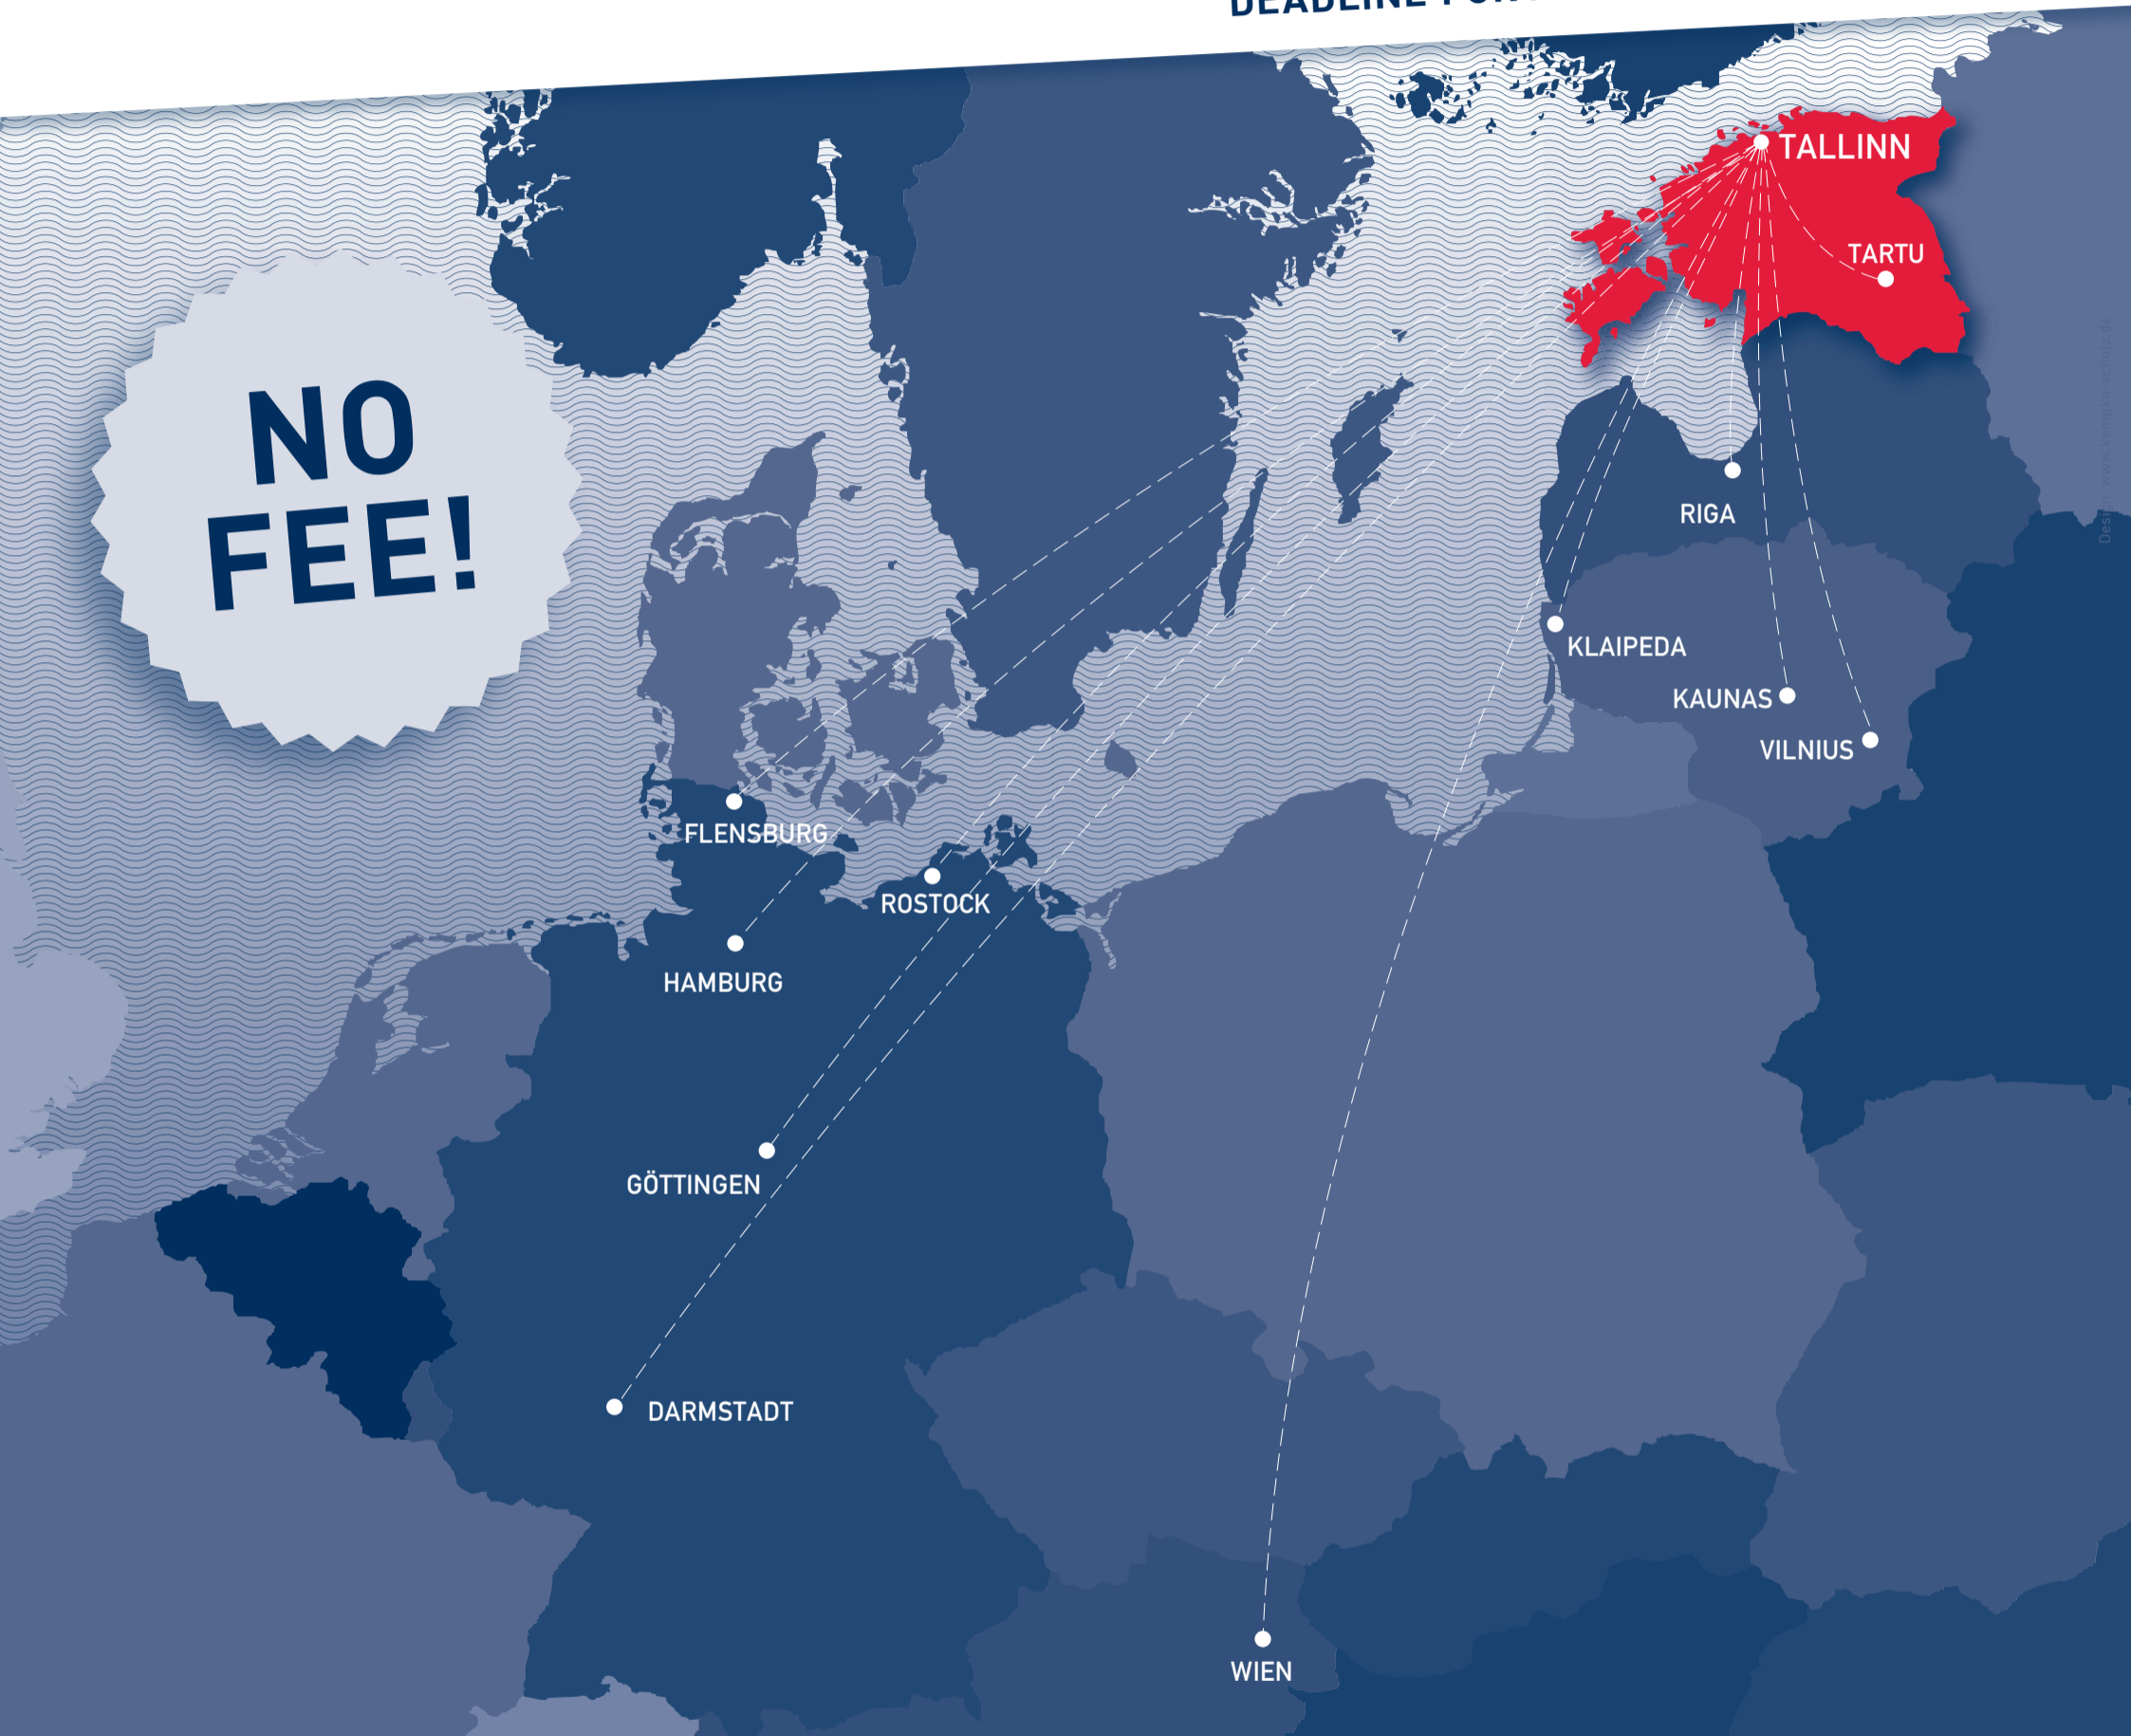 TALLINN
TARTU
NO
FEE!
RIGA
KLAIPEDA
KAUNAS
VILNIUS
FLENSBURG
ROSTOCK
HAMBURG
GÖTTINGEN
DARMSTADT
WIEN